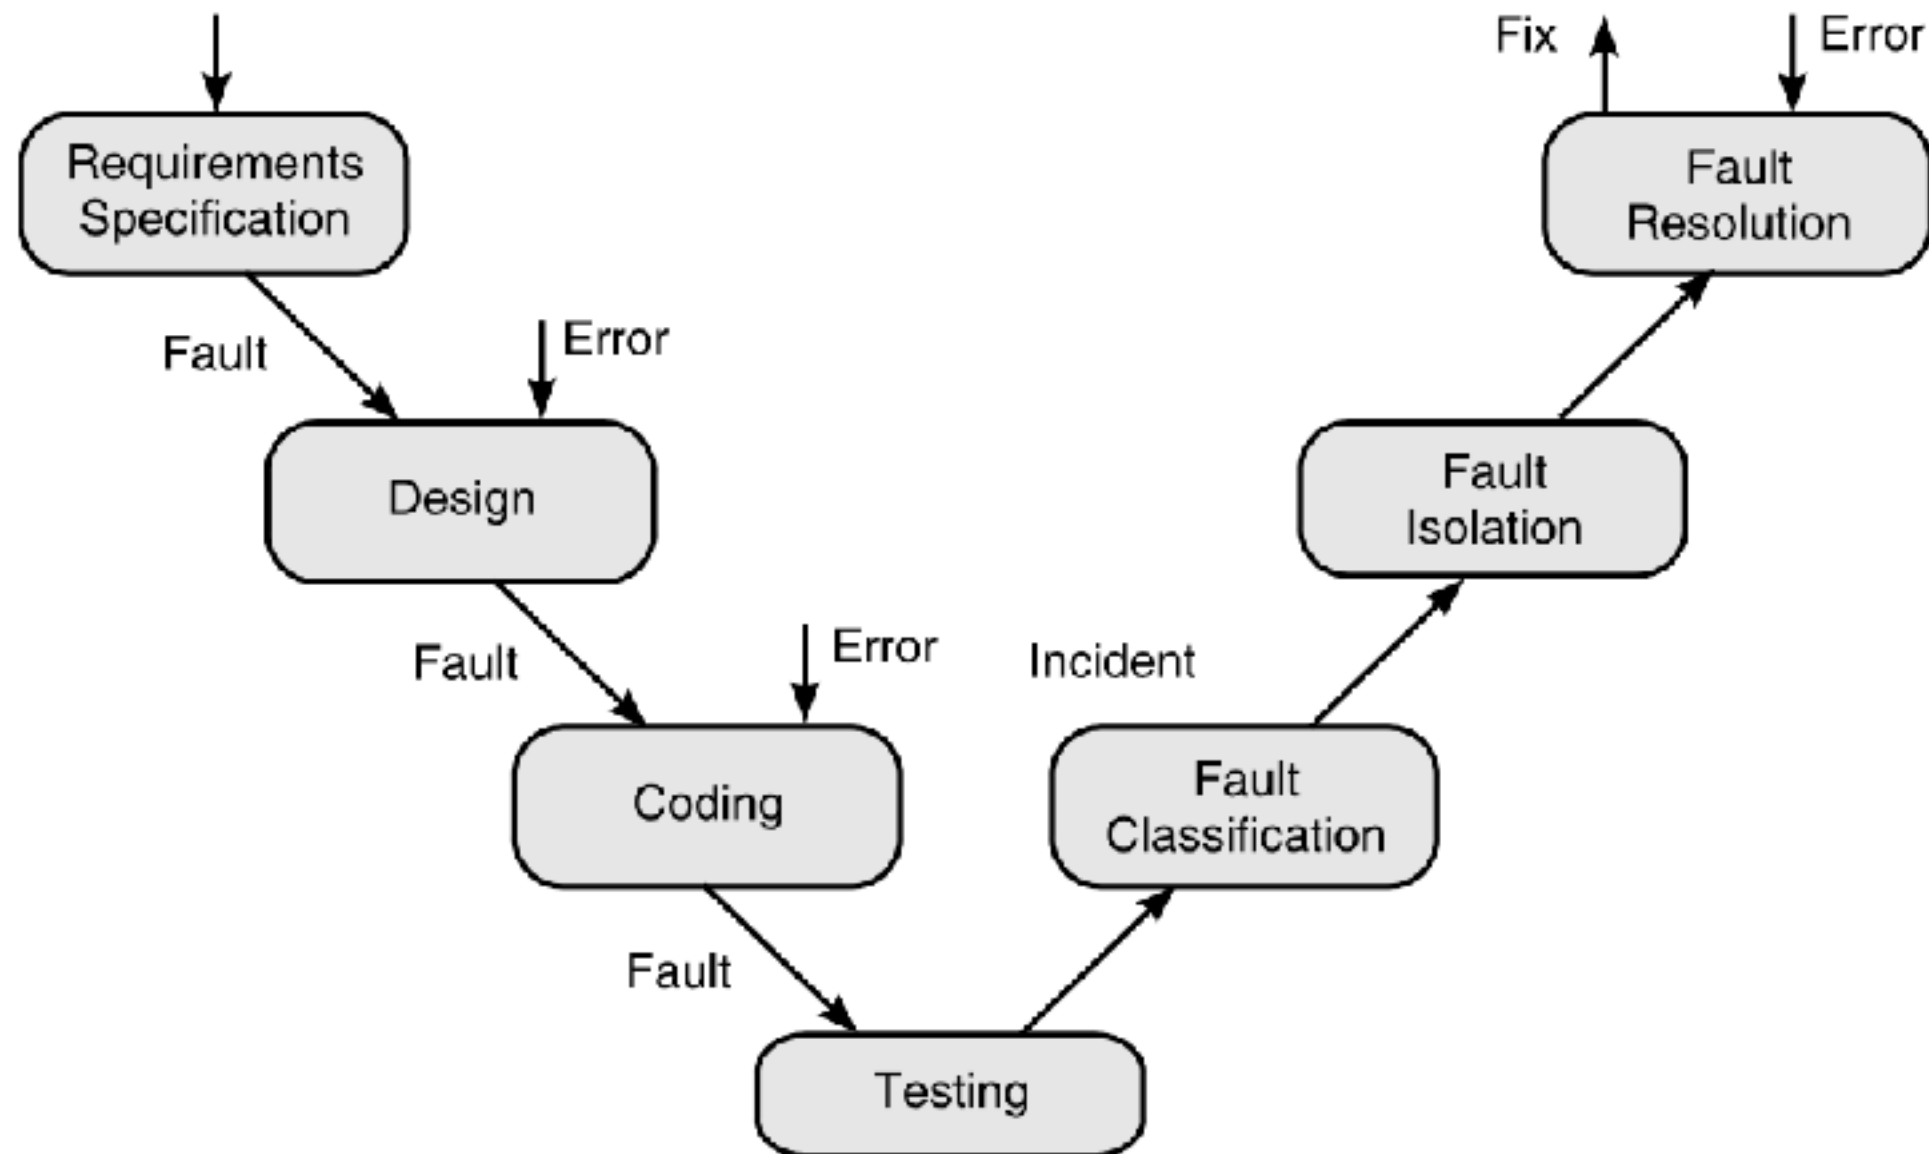 Fix
Error
Requirements
Specification
Fault
Resolution
Fault
Error
Design
Fault
Isolation
Fault
Error
Incident
Coding
Fault
Classification
Fault
Testing